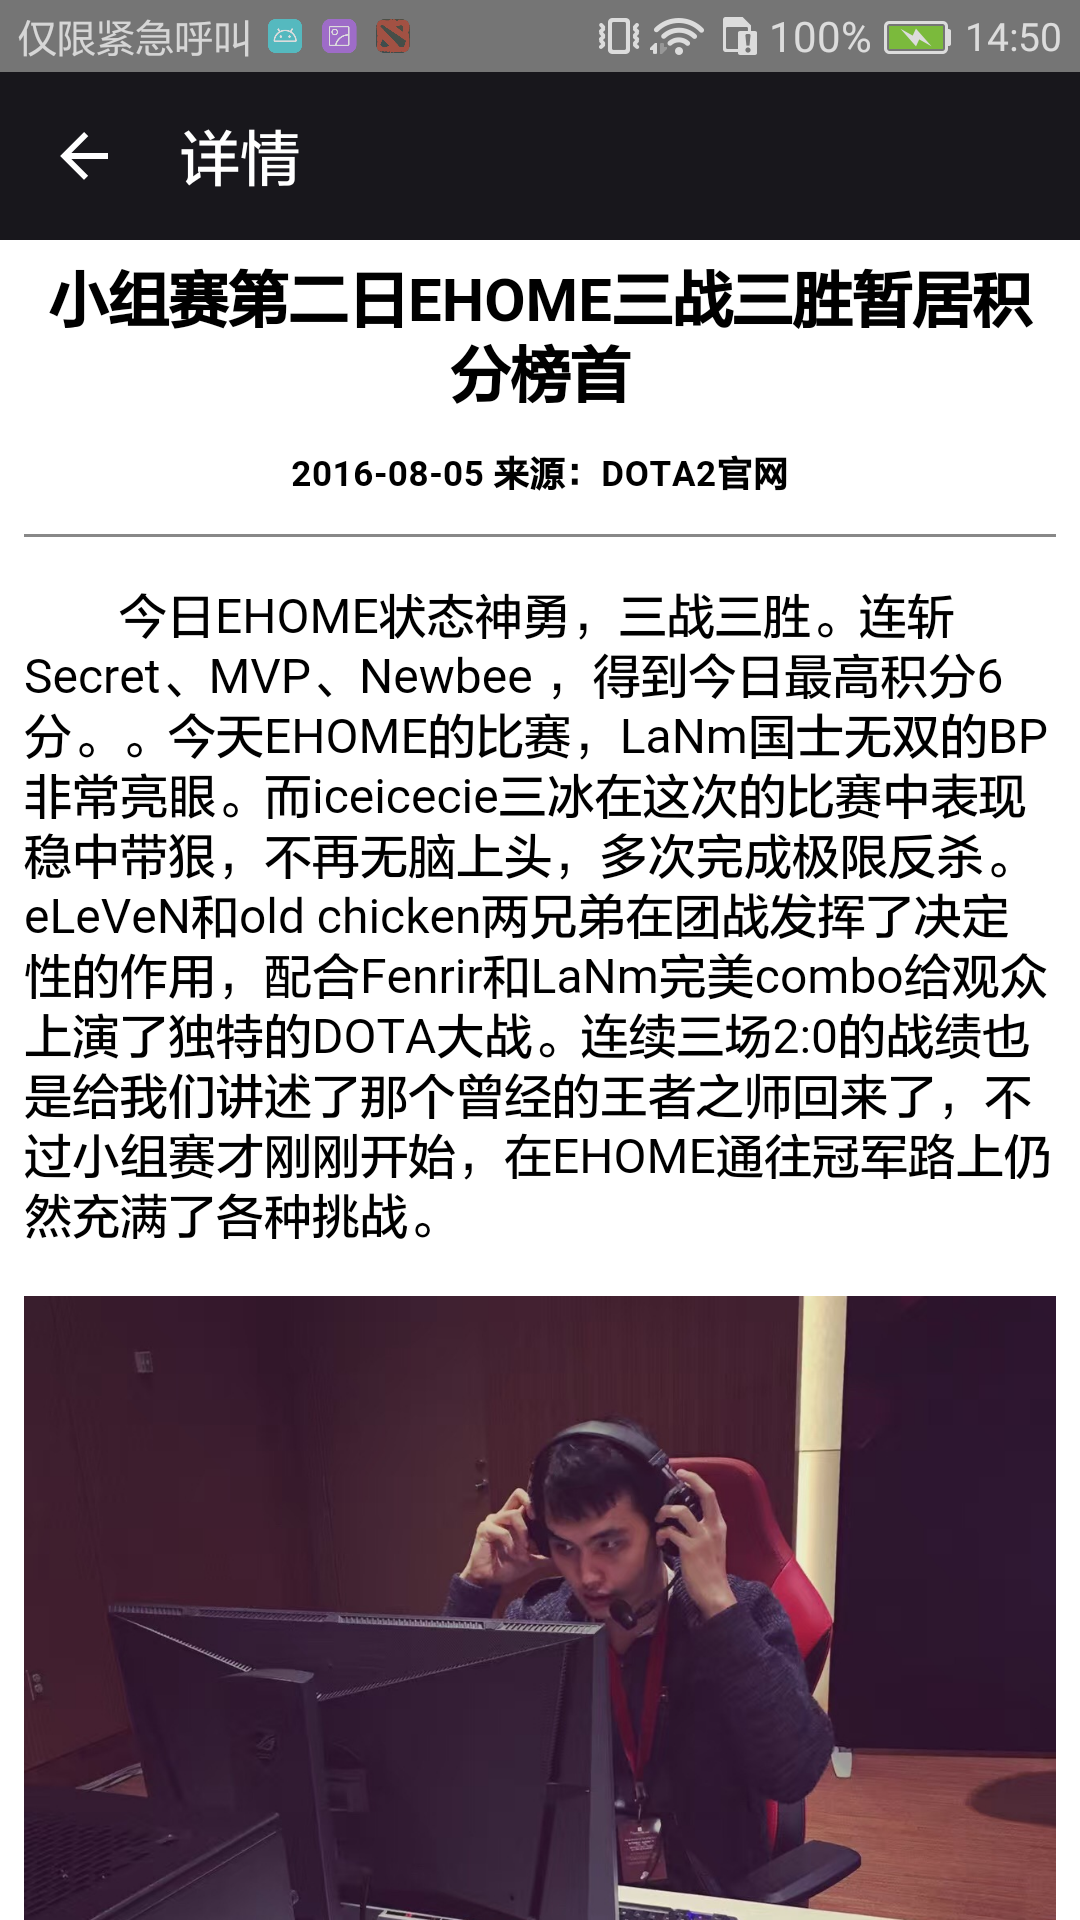 仅限紧急呼叫 100% 14:50
详情
小组赛第二日EHOME三战三胜暂居积
分榜首
2016-08-05 来源：DOTA2官网
今日EHOME状态神勇，三战三胜。连斩
Secret、MVP、Newbee ，得到今日最高积分6
分。。今天EHOME的比赛，LaNm国士无双的BP
非常亮眼。而iceicecie三冰在这次的比赛中表现
稳中带狠，不再无脑上头，多次完成极限反杀。
eLeVeN和old chicken两兄弟在团战发挥了决定
性的作用，配合Fenrir和LaNm完美combo给观众
上演了独特的DOTA大战。连续三场2:0的战绩也
是给我们讲述了那个曾经的王者之师回来了，不
过小组赛才刚刚开始，在EHOME通往冠军路上仍
然充满了各种挑战。